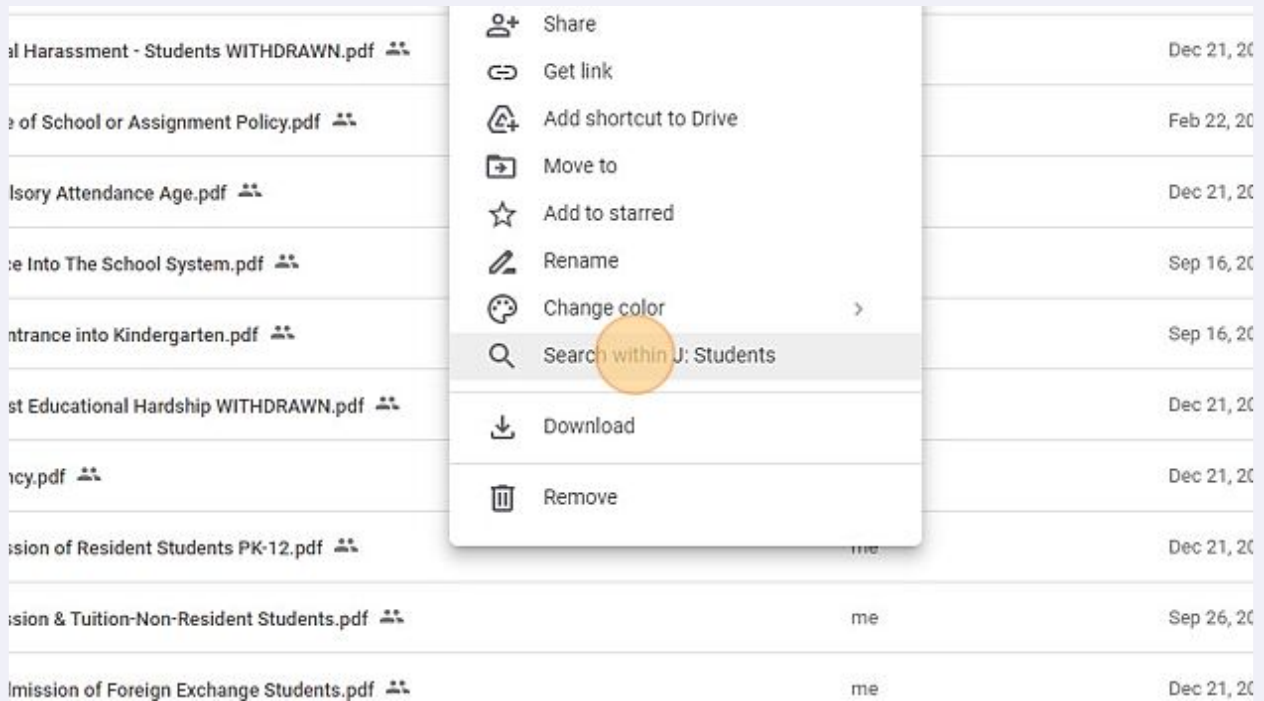 al Harassment - Students WITHDRAWN.pdf Dec 21, 20
e of School or Assignment Policy.pdf Feb 22, 20
lsory Attendance Age.pdf Dec 21, 20
ce Into The School System.pdf Sep 16, 20
ntrance into Kindergarten.pdf Sep 16, 20
st Educational Hardship WITHDRAWN.pdf Dec 21, 20
ncy.pdf Dec 21, 20
ssion of Resident Students PK-12.pdf me Dec 21, 20
ssion & Tuition-Non-Resident Students.pdf me Sep 26, 20
lmission of Foreign Exchange Students.pdf me Dec 21, 20
Share
Get link
Add shortcut to Drive
Move to
Add to starred
Rename
Change color
Search within J: Students
Download
Remove